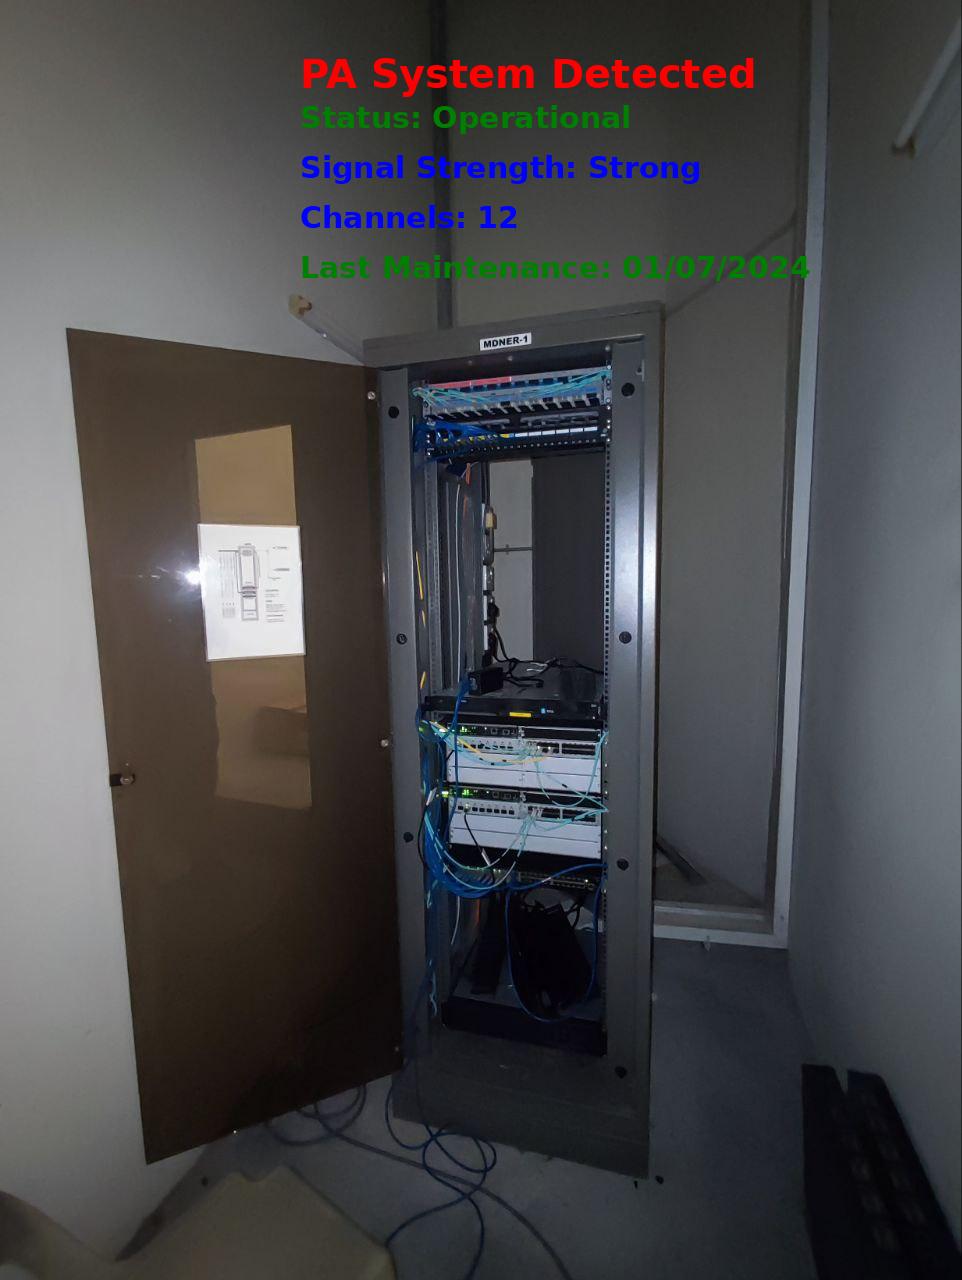 PA System Detected
Status: Operational
Signal Strength: Strong
Channels: 12
Last Maintenance: 01/07/2024
MDNER-1